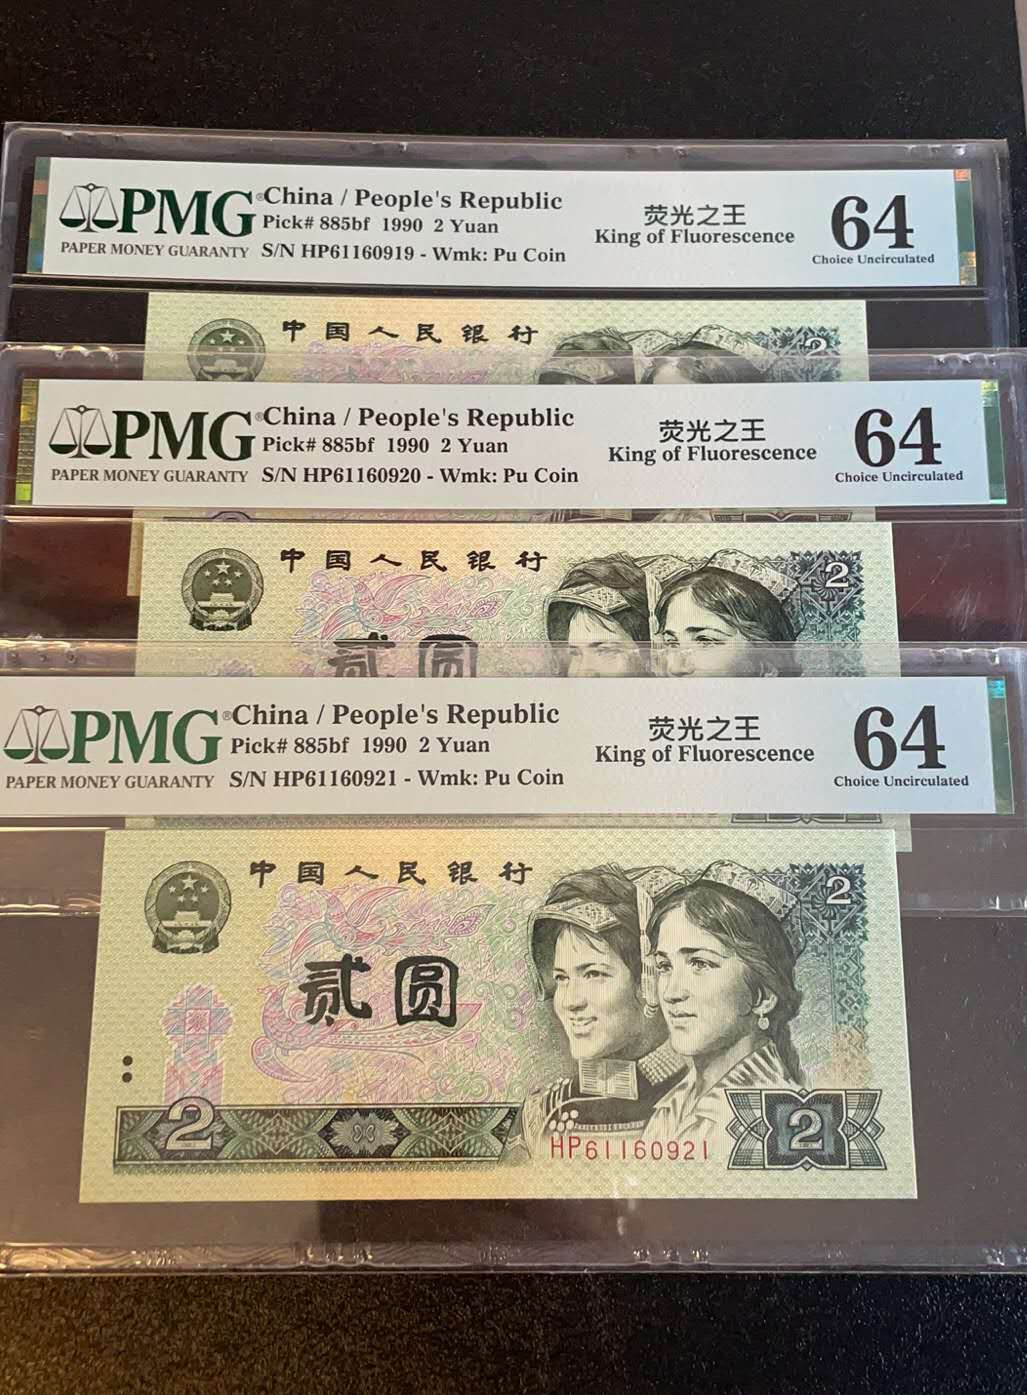 PMG®
PAPER MONEY GUARANTY
China / People's Republic
Pick# 885bf 1990 2 Yuan
S/N HP61160919 - Wmk: Pu Coin
荧光之王
King of Fluorescence
64
Choice Uncirculated
中国人民银行
2
PMG®
PAPER MONEY GUARANTY
China / People's Republic
Pick# 885bf 1990 2 Yuan
S/N HP61160920 - Wmk: Pu Coin
荧光之王
King of Fluorescence
64
Choice Uncirculated
中国人民银行
2
贰圆
PMG®
PAPER MONEY GUARANTY
China / People's Republic
Pick# 885bf 1990 2 Yuan
S/N HP61160921 - Wmk: Pu Coin
荧光之王
King of Fluorescence
64
Choice Uncirculated
中国人民银行
2
贰圆
2
HP61160921
2